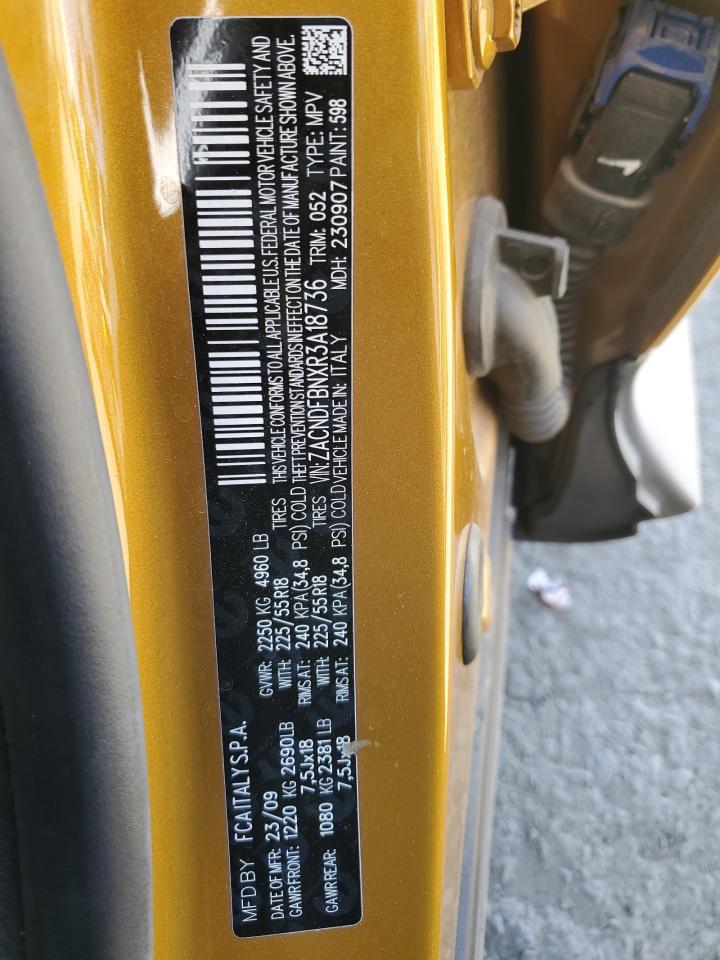 MFD BY FCA ITALY S.P.A.
DATE OF MFR: 23/09 GVWR: 2250 KG 4960 LB
GAWR FRONT: 1220 KG 2690LB WITH: 225/55R18 TIRES
7,5Jx18 RIMS AT: 240 KPA(34,8 PSI) COLD
GAWR REAR: 1080 KG 2381 LB WITH: 225/55R18 TIRES
7,5Jx18 RIMS AT: 240 KPA(34,8 PSI) COLD
THIS VEHICLE CONFORMS TO ALL APPLICABLE U.S. FEDERAL MOTOR VEHICLE SAFETY AND
THEFT PREVENTION STANDARDS IN EFFECT ON THE DATE OF MANUFACTURE SHOWN ABOVE.
VIN: ZACNDFBNXR3A18736 TRIM: 052 TYPE: MPV
VEHICLE MADE IN: ITALY MDH: 230907 PAINT: 598